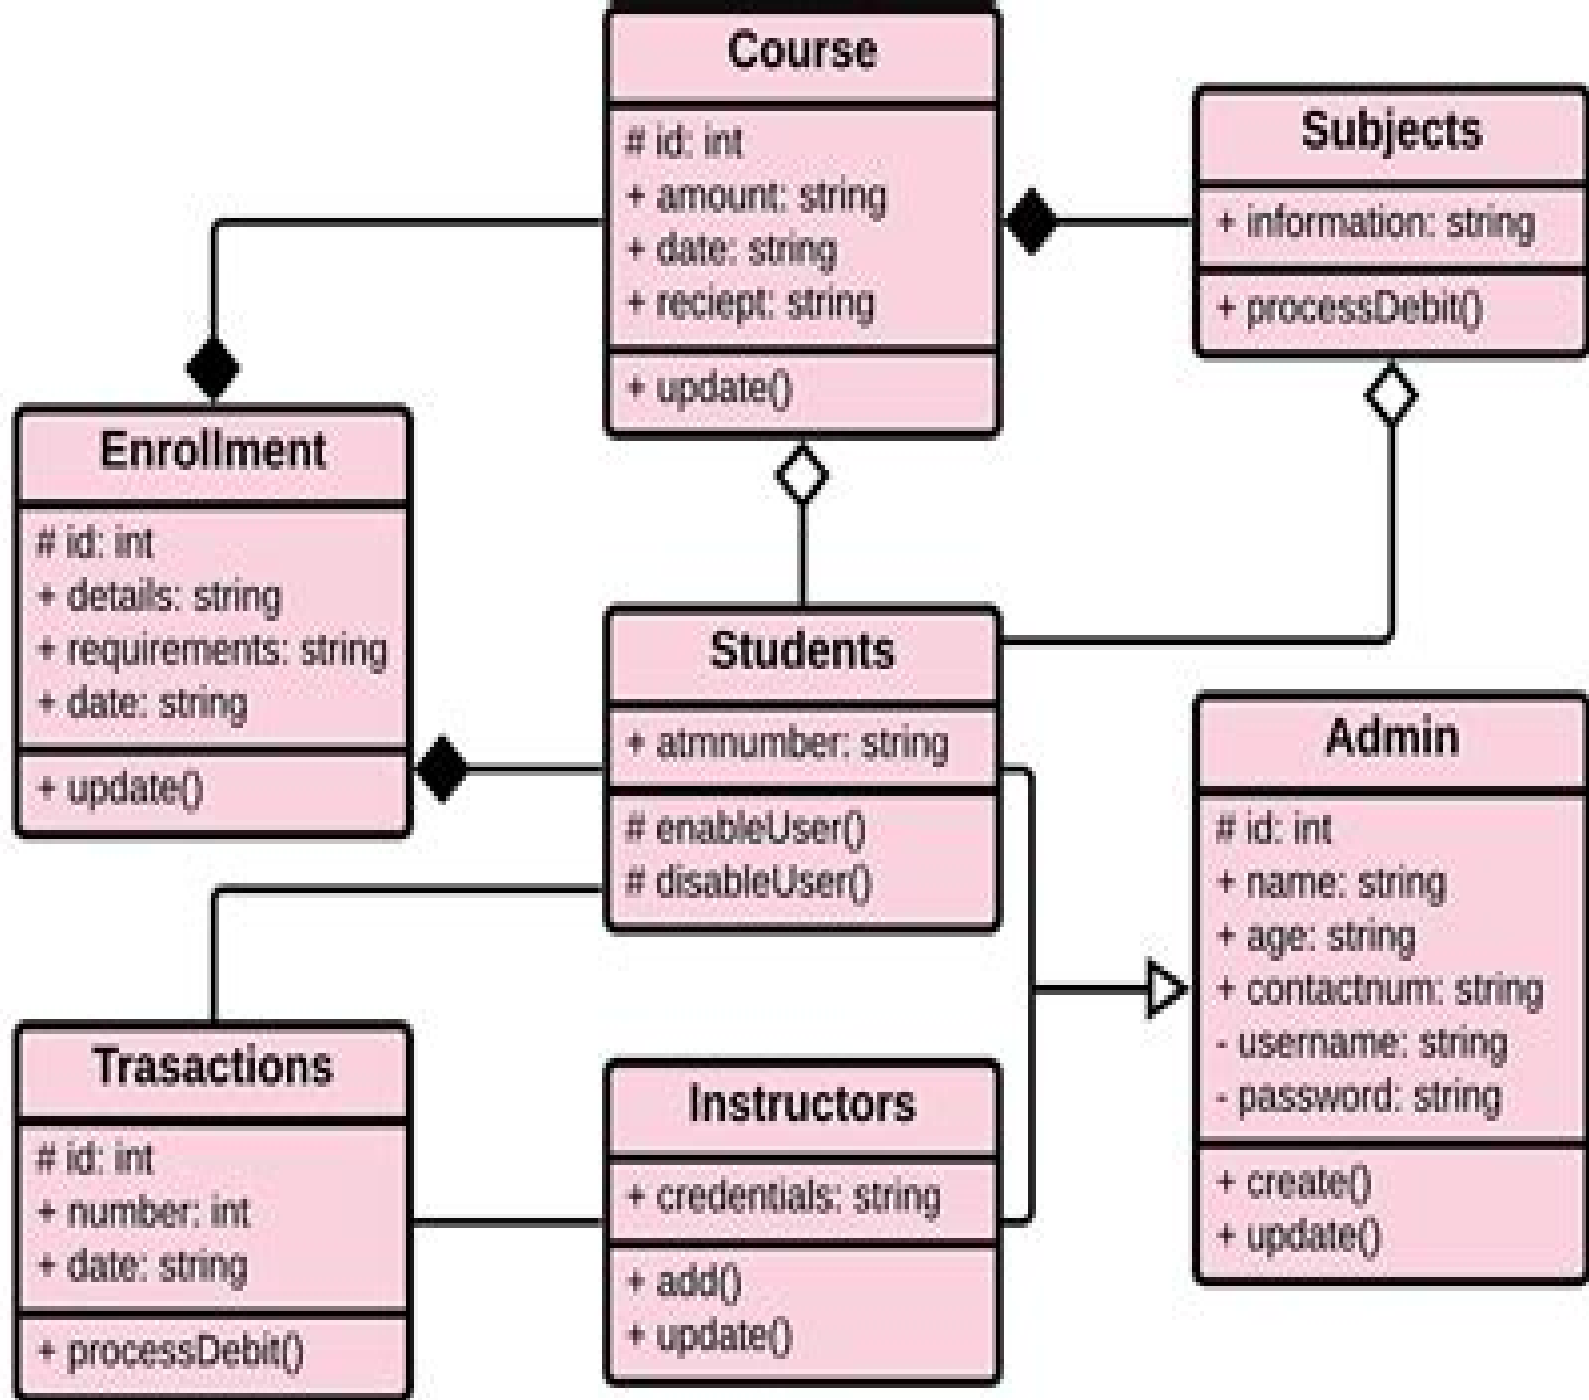 Course
# id: int
+ amount: string
+ date: string
+ reciept: string
+ update()
Subjects
+ information: string
+ processDebit()
Enrollment
# id: int
+ details: string
+ requirements: string
+ date: string
+ update()
Students
+ atmnumber: string
# enableUser()
# disableUser()
Admin
# id: int
+ name: string
+ age: string
+ contactnum: string
- username: string
- password: string
+ create()
+ update()
Trasactions
# id: int
+ number: int
+ date: string
+ processDebit()
Instructors
+ credentials: string
+ add()
+ update()